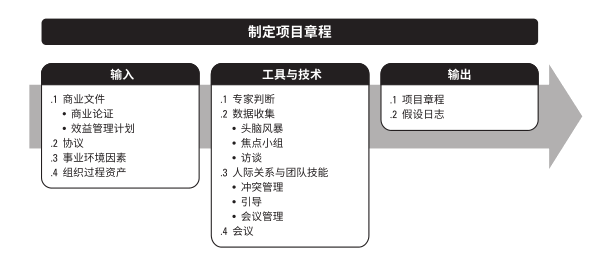 制定项目章程
输入
.1 商业文件
• 商业论证
• 效益管理计划
.2 协议
.3 事业环境因素
.4 组织过程资产
工具与技术
.1 专家判断
.2 数据收集
• 头脑风暴
• 焦点小组
• 访谈
.3 人际关系与团队技能
• 冲突管理
• 引导
• 会议管理
.4 会议
输出
.1 项目章程
.2 假设日志